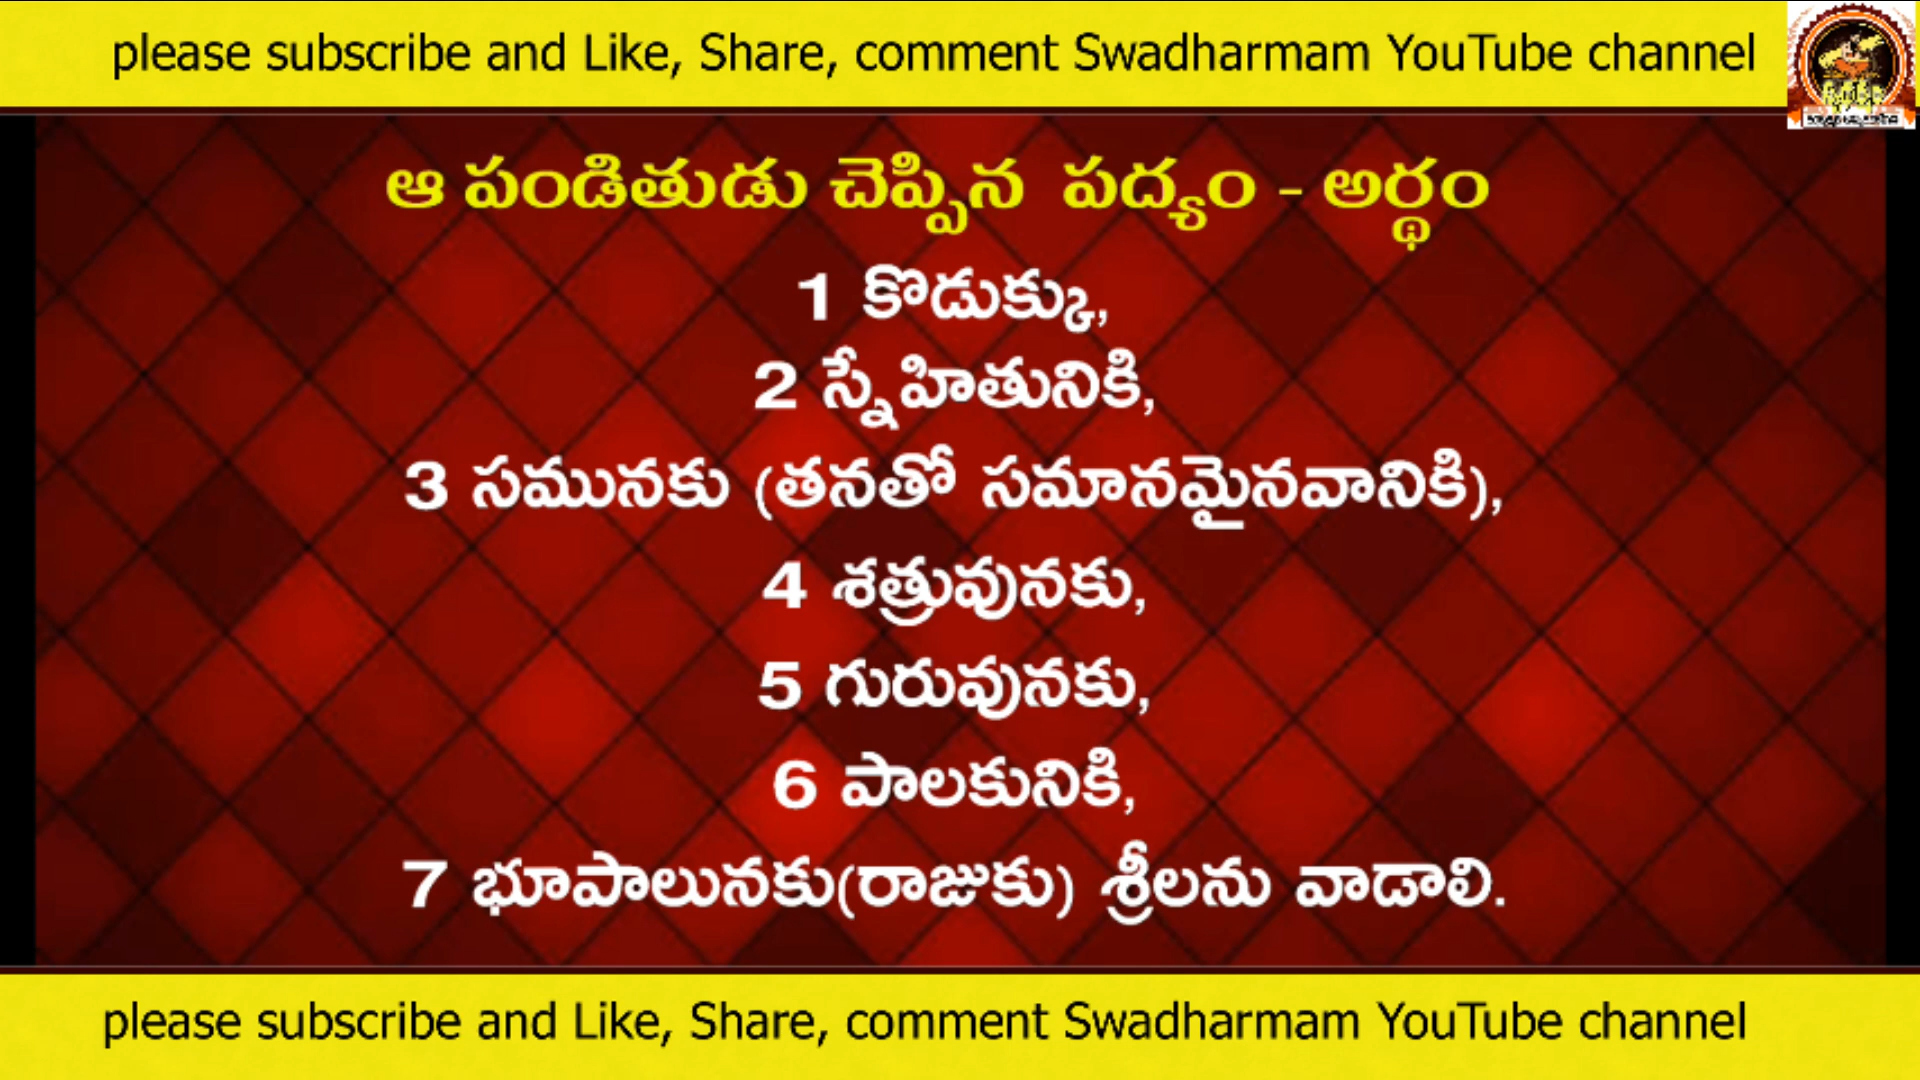 please subscribe and Like, Share, comment Swadharmam YouTube channel
ఆ పండితుడు చెప్పిన పద్యం - అర్థం
1 కొడుక్కు,
2 స్నేహితునికి,
3 సమునకు (తనతో సమానమైనవానికి),
4 శత్రువునకు,
5 గురువునకు,
6 పాలకునికి,
7 భూపాలునకు(రాజుకు) శ్రీలను వాడాలి.
please subscribe and Like, Share, comment Swadharmam YouTube channel